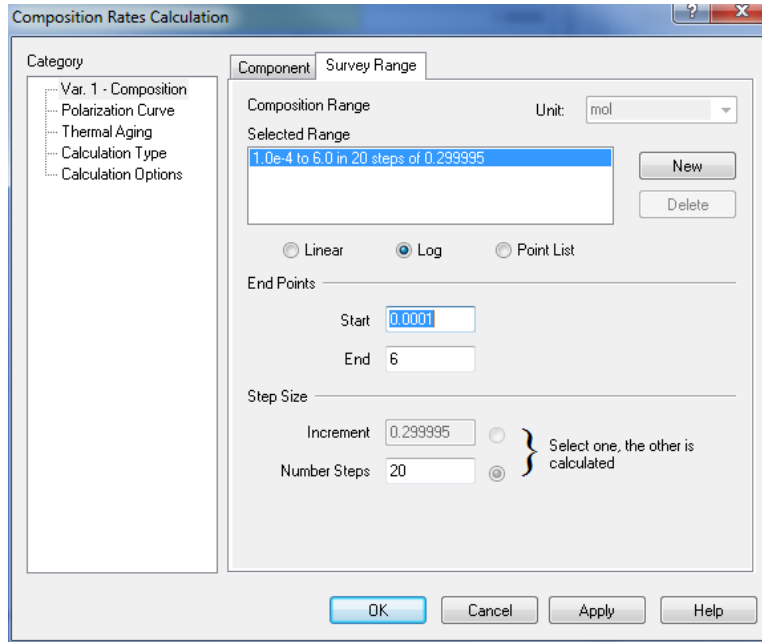 Composition Rates Calculation
?
X
Category
Var. 1 - Composition
Polarization Curve
Thermal Aging
Calculation Type
Calculation Options
Component
Survey Range
Composition Range
Unit:
mol
Selected Range
1.0e-4 to 6.0 in 20 steps of 0.299995
New
Delete
Linear
Log
Point List
End Points
Start
0.0001
End
6
Step Size
Increment
0.299995
Number Steps
20
} Select one, the other is
calculated
OK
Cancel
Apply
Help